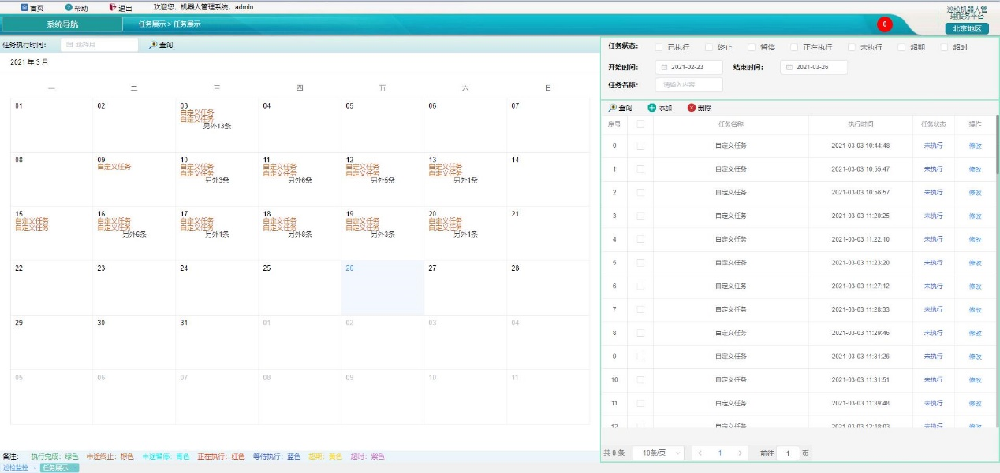 首页 帮助 退出 欢迎您，机器人管理系统，admin
巡检机器人管理服务平台
北京地区
系统导航 任务展示 > 任务展示 0
任务执行时间: 选择月 查询
2021 年 3 月
一 二 三 四 五 六 日
01 02 03 04 05 06 07
自定义任务
自定义任务
另外13条
08 09 10 11 12 13 14
自定义任务 自定义任务 自定义任务 自定义任务 自定义任务
自定义任务 自定义任务 自定义任务 自定义任务
另外3条 另外6条 另外5条 另外1条
15 16 17 18 19 20 21
自定义任务 自定义任务 自定义任务 自定义任务 自定义任务 自定义任务
自定义任务 自定义任务 自定义任务 自定义任务 自定义任务 自定义任务
另外6条 另外1条 另外8条 另外3条 另外1条
22 23 24 25 26 27 28
29 30 31 01 02 03 04
05 06 07 08 09 10 11
备注: 执行完成: 绿色 中途终止: 棕色 中途暂停: 青色 正在执行: 红色 等待执行: 蓝色 超期: 黄色 超时: 紫色
巡检监控 × 任务展示
任务状态: 已执行 终止 暂停 正在执行 未执行 超期 超时
开始时间: 2021-02-23 结束时间: 2021-03-26
任务名称: 请输入内容
查询 添加 删除
序号 任务名称 执行时间 任务状态 操作
0 自定义任务 2021-03-03 10:44:48 未执行 修改
1 自定义任务 2021-03-03 10:55:47 未执行 修改
2 自定义任务 2021-03-03 10:56:57 未执行 修改
3 自定义任务 2021-03-03 11:20:25 未执行 修改
4 自定义任务 2021-03-03 11:22:10 未执行 修改
5 自定义任务 2021-03-03 11:23:20 未执行 修改
6 自定义任务 2021-03-03 11:27:12 未执行 修改
7 自定义任务 2021-03-03 11:28:33 未执行 修改
8 自定义任务 2021-03-03 11:29:46 未执行 修改
9 自定义任务 2021-03-03 11:31:26 未执行 修改
10 自定义任务 2021-03-03 11:31:51 未执行 修改
11 自定义任务 2021-03-03 11:39:48 未执行 修改
12 自定义任务 2021-03-03 12:18:03 未执行 修改
共 0 条 10条/页 < 1 > 前往 1 页